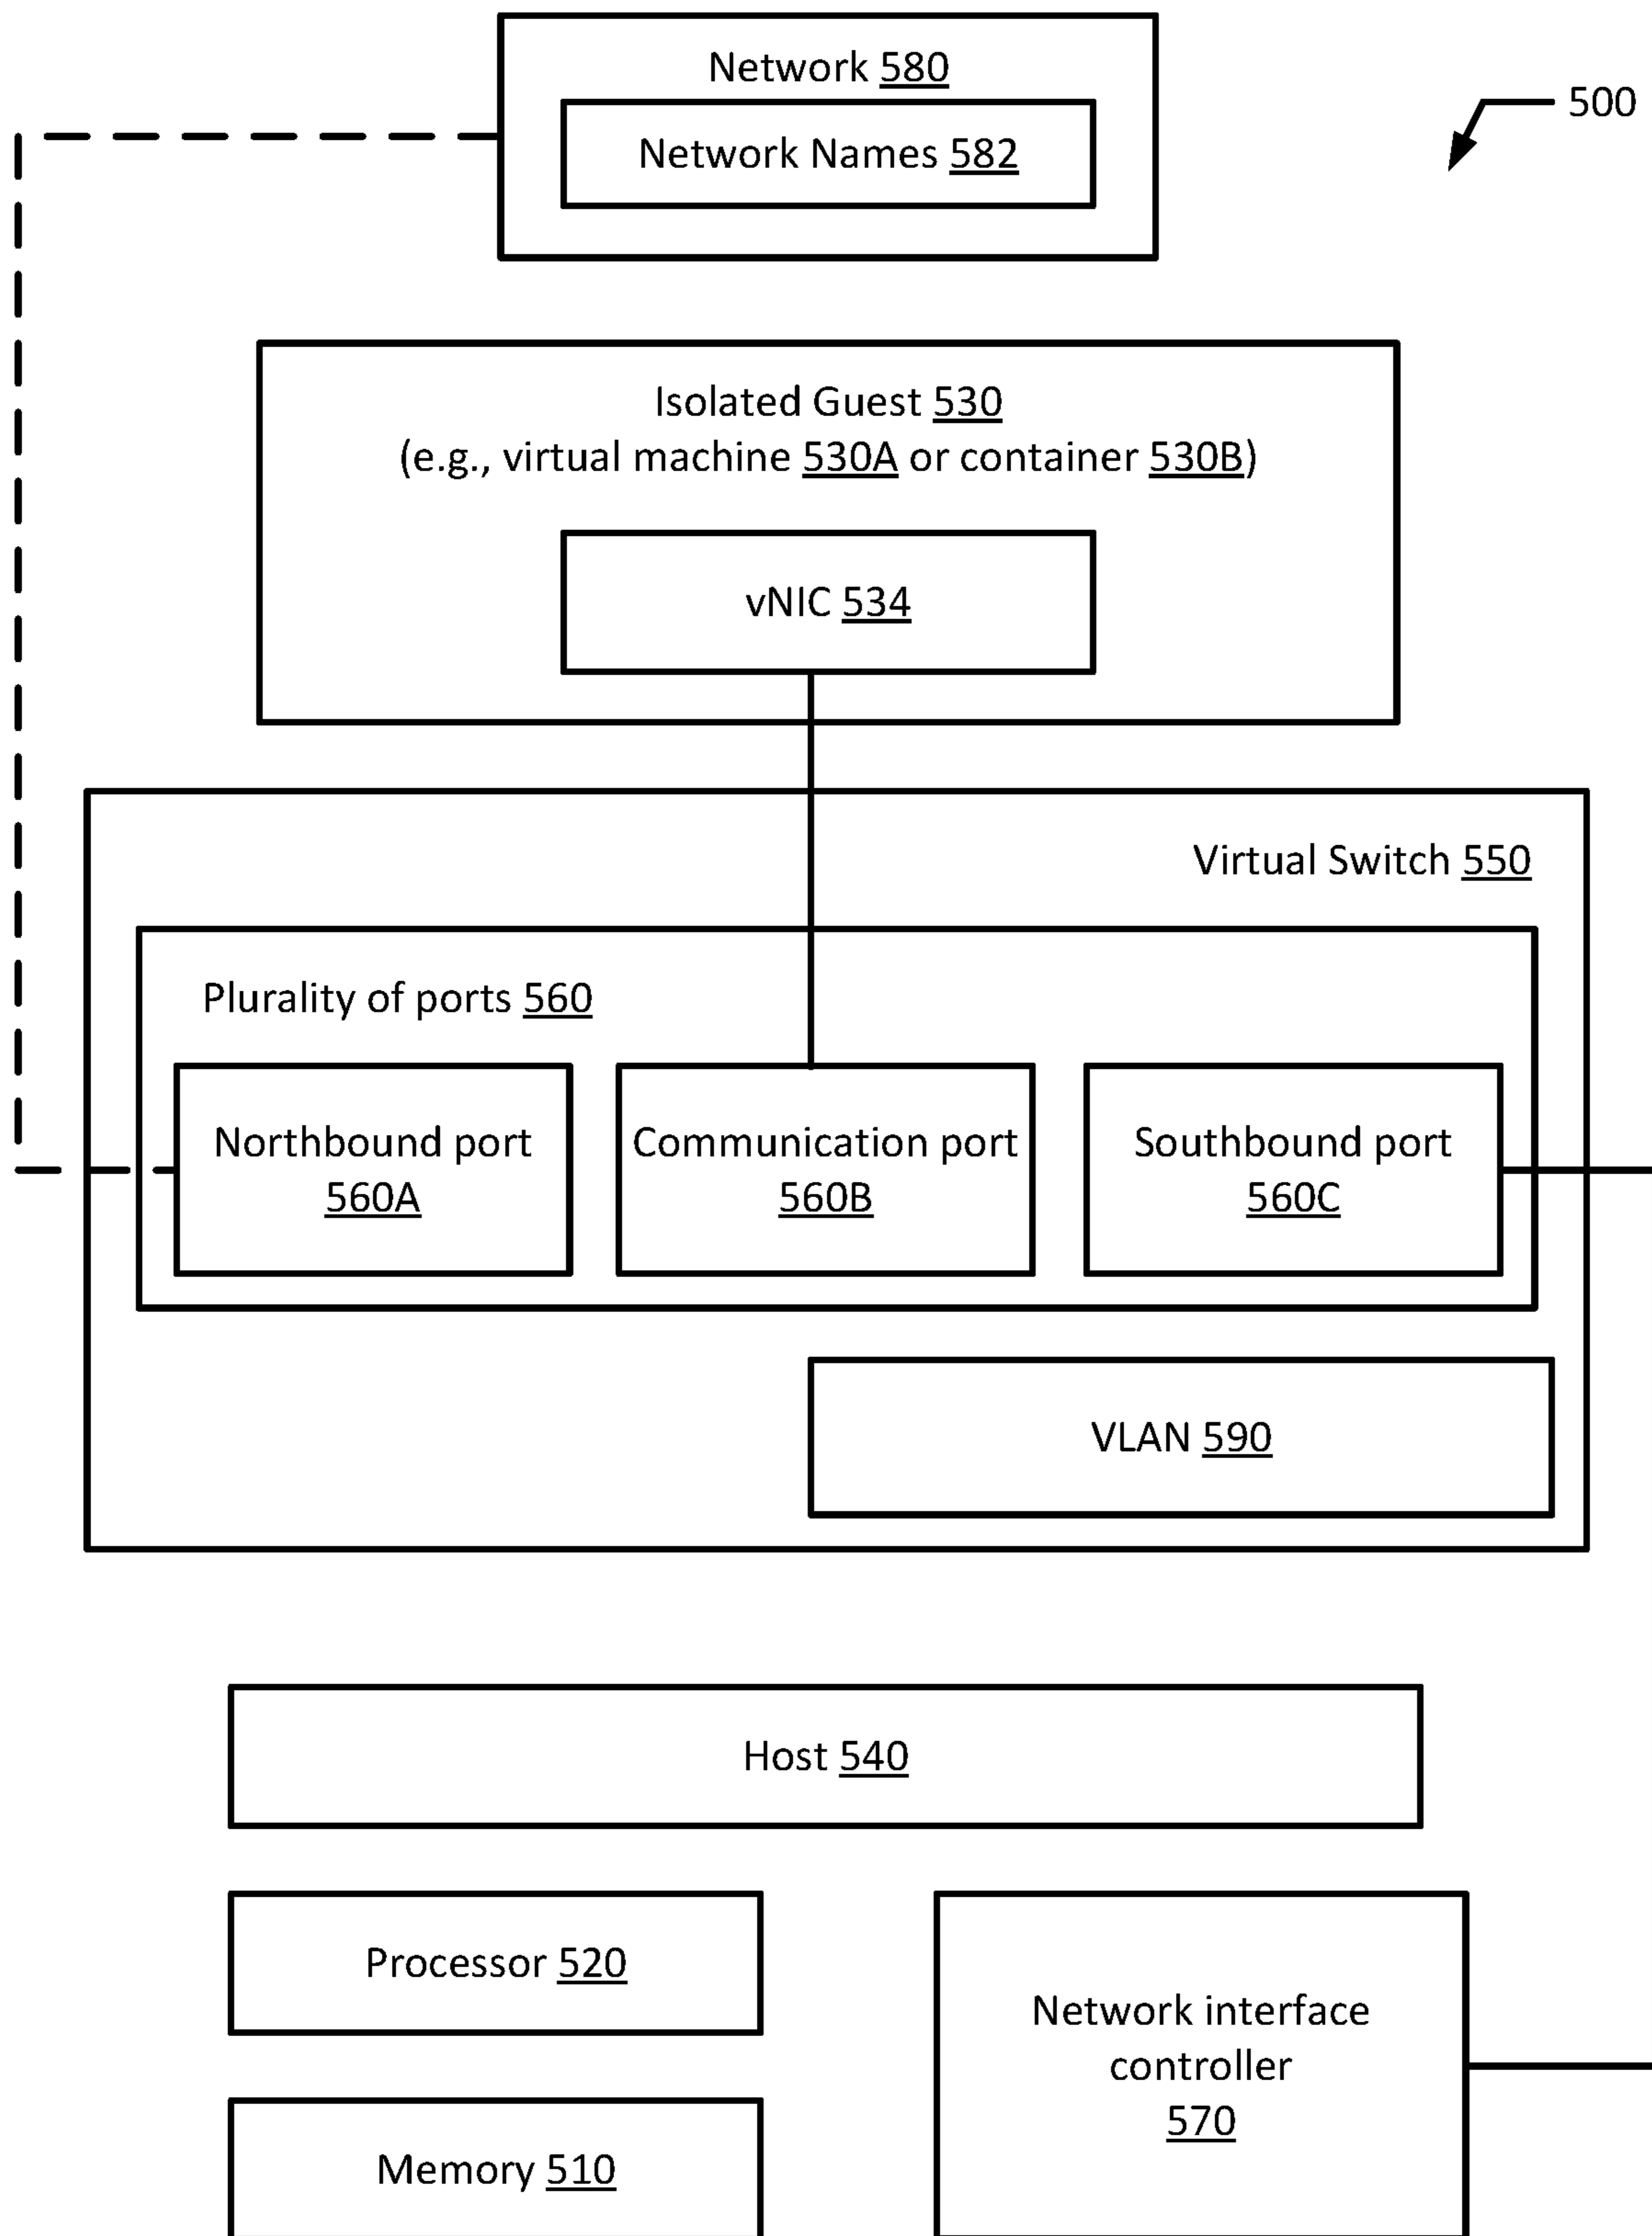 Network 580
500
Network Names 582
Isolated Guest 530
(e.g., virtual machine 530A or container 530B)
vNIC 534
Virtual Switch 550
Plurality of ports 560
Northbound port
560A
Communication port
560B
Southbound port
560C
VLAN 590
Host 540
Processor 520
Network interface
controller
570
Memory 510